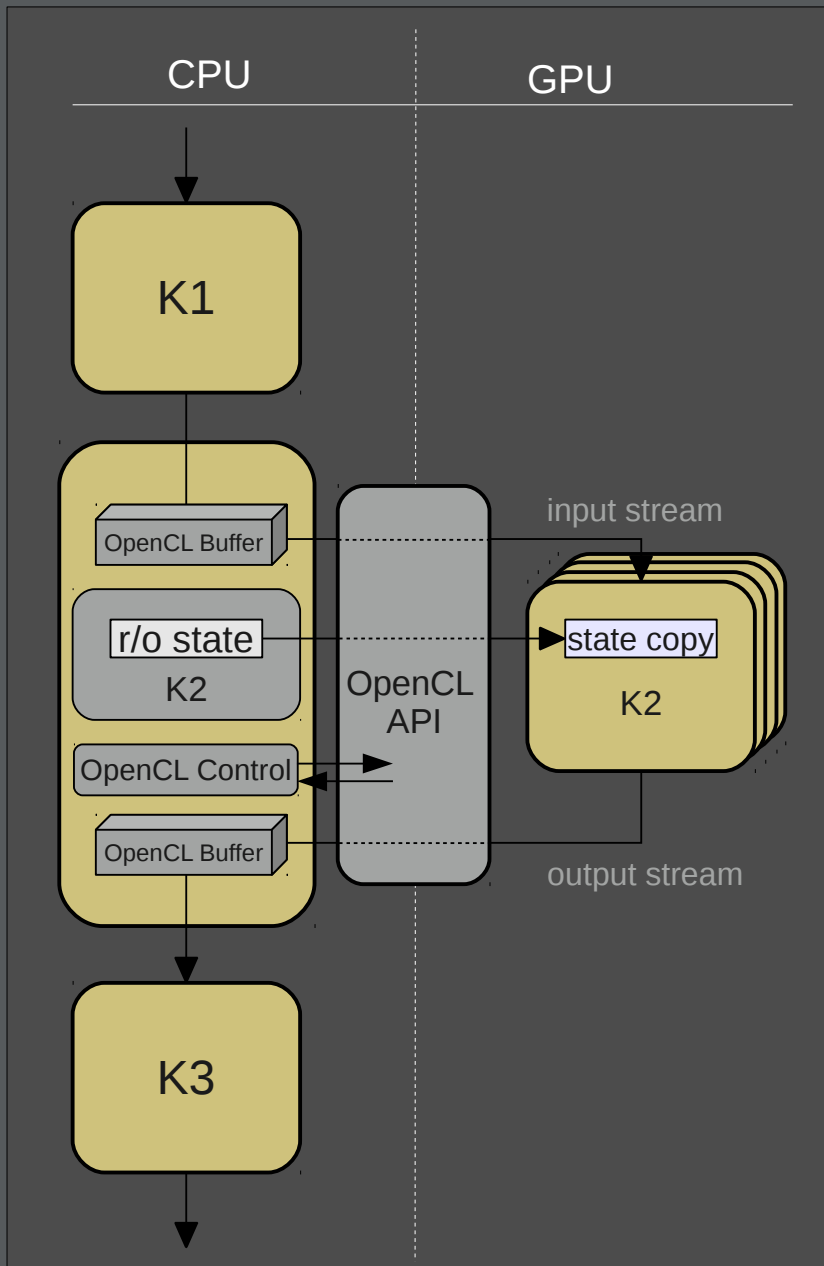 CPU
GPU
K1
OpenCL Buffer
input stream
r/o state
K2
state copy
K2
OpenCL
API
OpenCL Control
OpenCL Buffer
output stream
K3